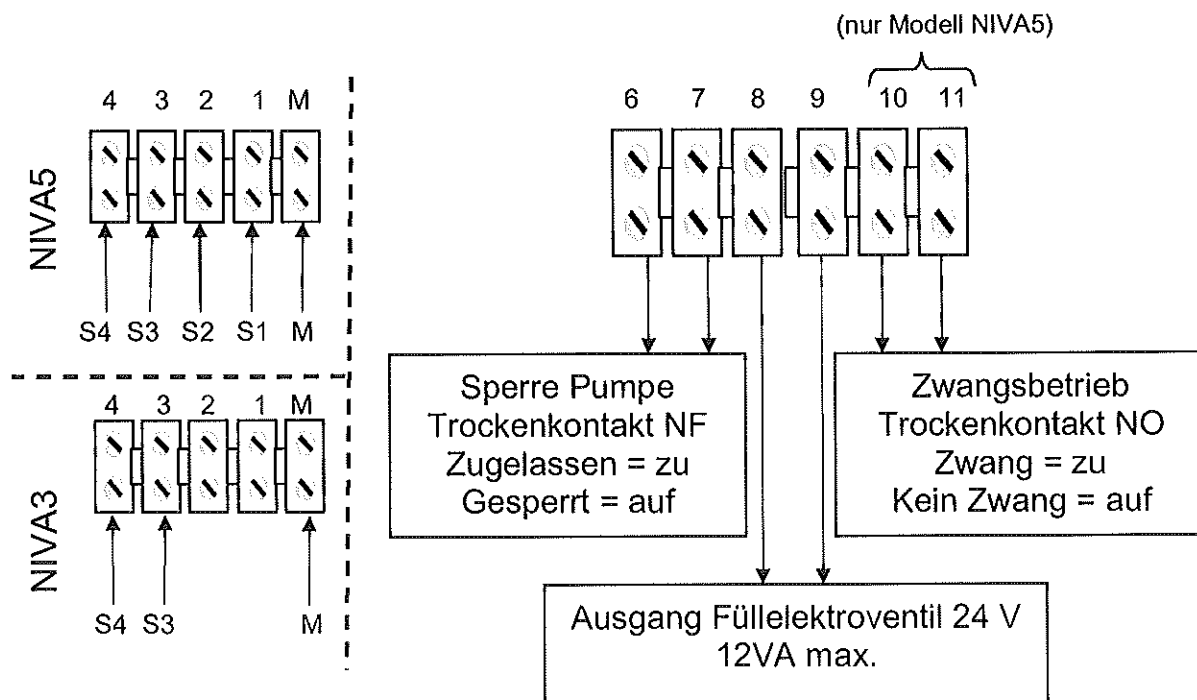 (nur Modell NIVA5)
4 3 2 1 M
NIVA5
S4 S3 S2 S1 M
4 3 2 1 M
NIVA3
S4 S3 M
6 7 8 9 10 11
Sperre Pumpe
Trockenkontakt NF
Zugelassen = zu
Gesperrt = auf
Zwangsbetrieb
Trockenkontakt NO
Zwang = zu
Kein Zwang = auf
Ausgang Füllelektroventil 24 V
12VA max.